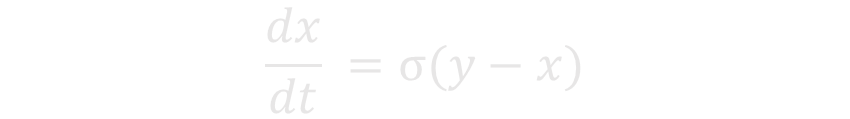 dx/dt = σ(y − x)